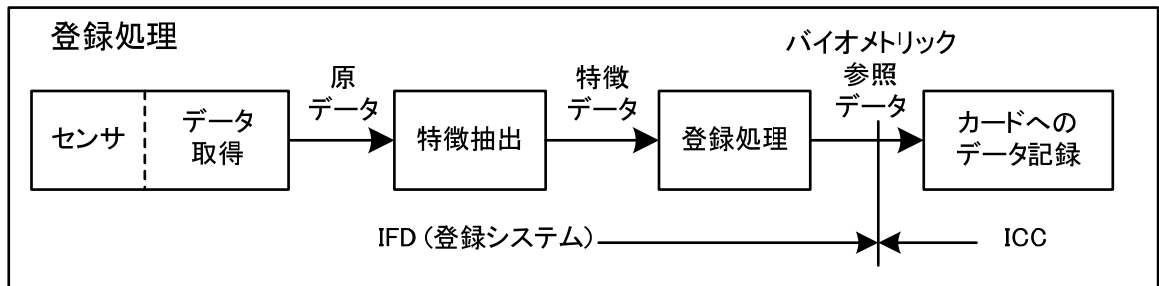 登録処理
センサ
データ
取得
原
データ
特徴抽出
特徴
データ
登録処理
バイオメトリック
参照
データ
カードへの
データ記録
IFD(登録システム)
ICC